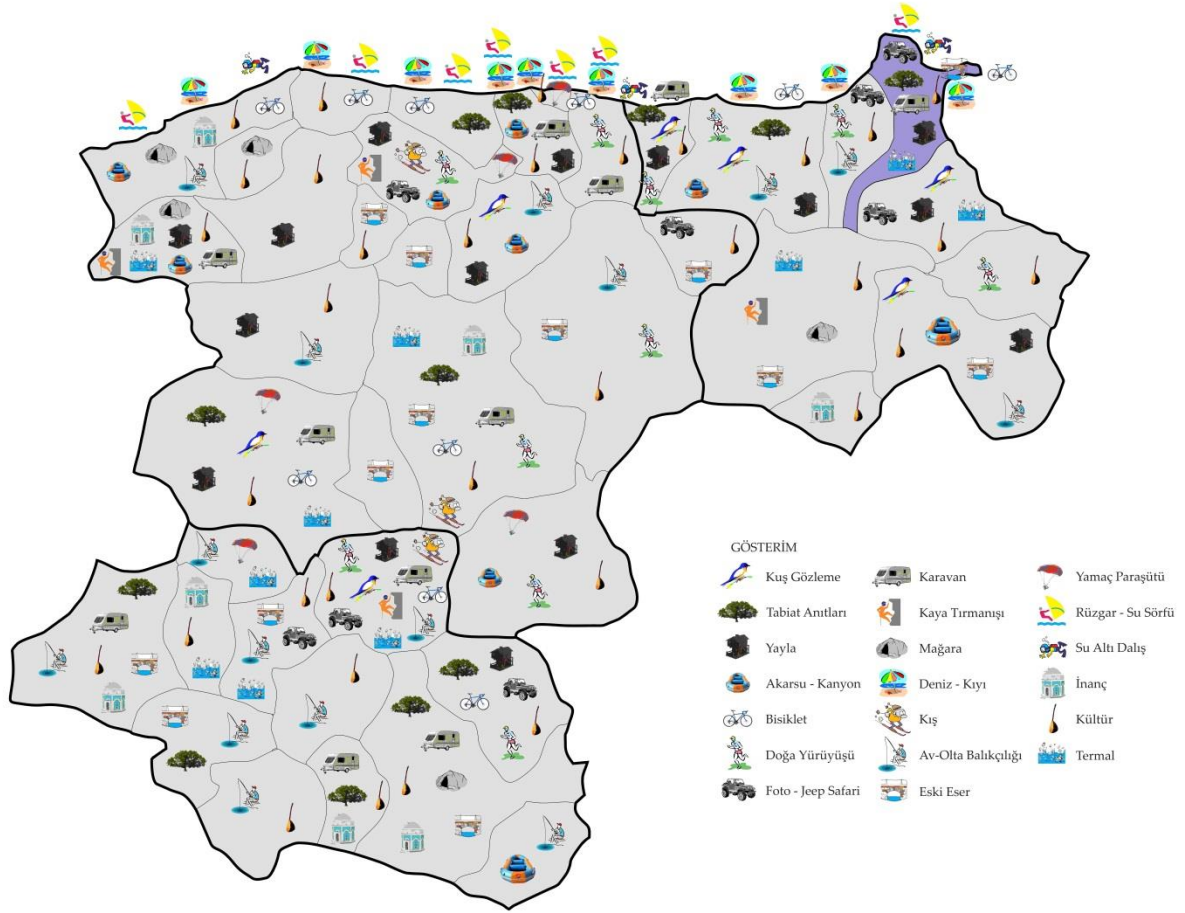 GÖSTERİM
Kuş Gözleme
Tabiat Anıtları
Yayla
Akarsu - Kanyon
Bisiklet
Doğa Yürüyüşü
Foto - Jeep Safari
Karavan
Kaya Tırmanışı
Mağara
Deniz - Kıyı
Kış
Av-Olta Balıkçılığı
Eski Eser
Yamaç Paraşütü
Rüzgar - Su Sörfü
Su Altı Dalış
İnanç
Kültür
Termal